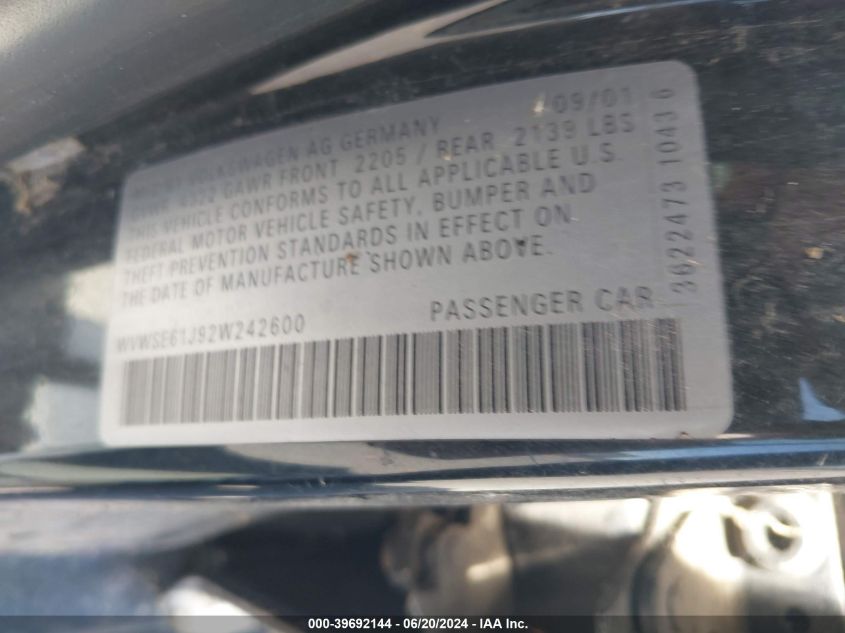 09/01
VOLKSWAGEN AG GERMANY
4322 GAWR FRONT 2205 / REAR 2139 LBS
THIS VEHICLE CONFORMS TO ALL APPLICABLE U.S.
FEDERAL MOTOR VEHICLE SAFETY, BUMPER AND
THEFT PREVENTION STANDARDS IN EFFECT ON
THE DATE OF MANUFACTURE SHOWN ABOVE.
WVWSE61J92W242600 PASSENGER CAR
3622473 1043 6
000-39692144 / 06/20/2024 - IAA Inc.